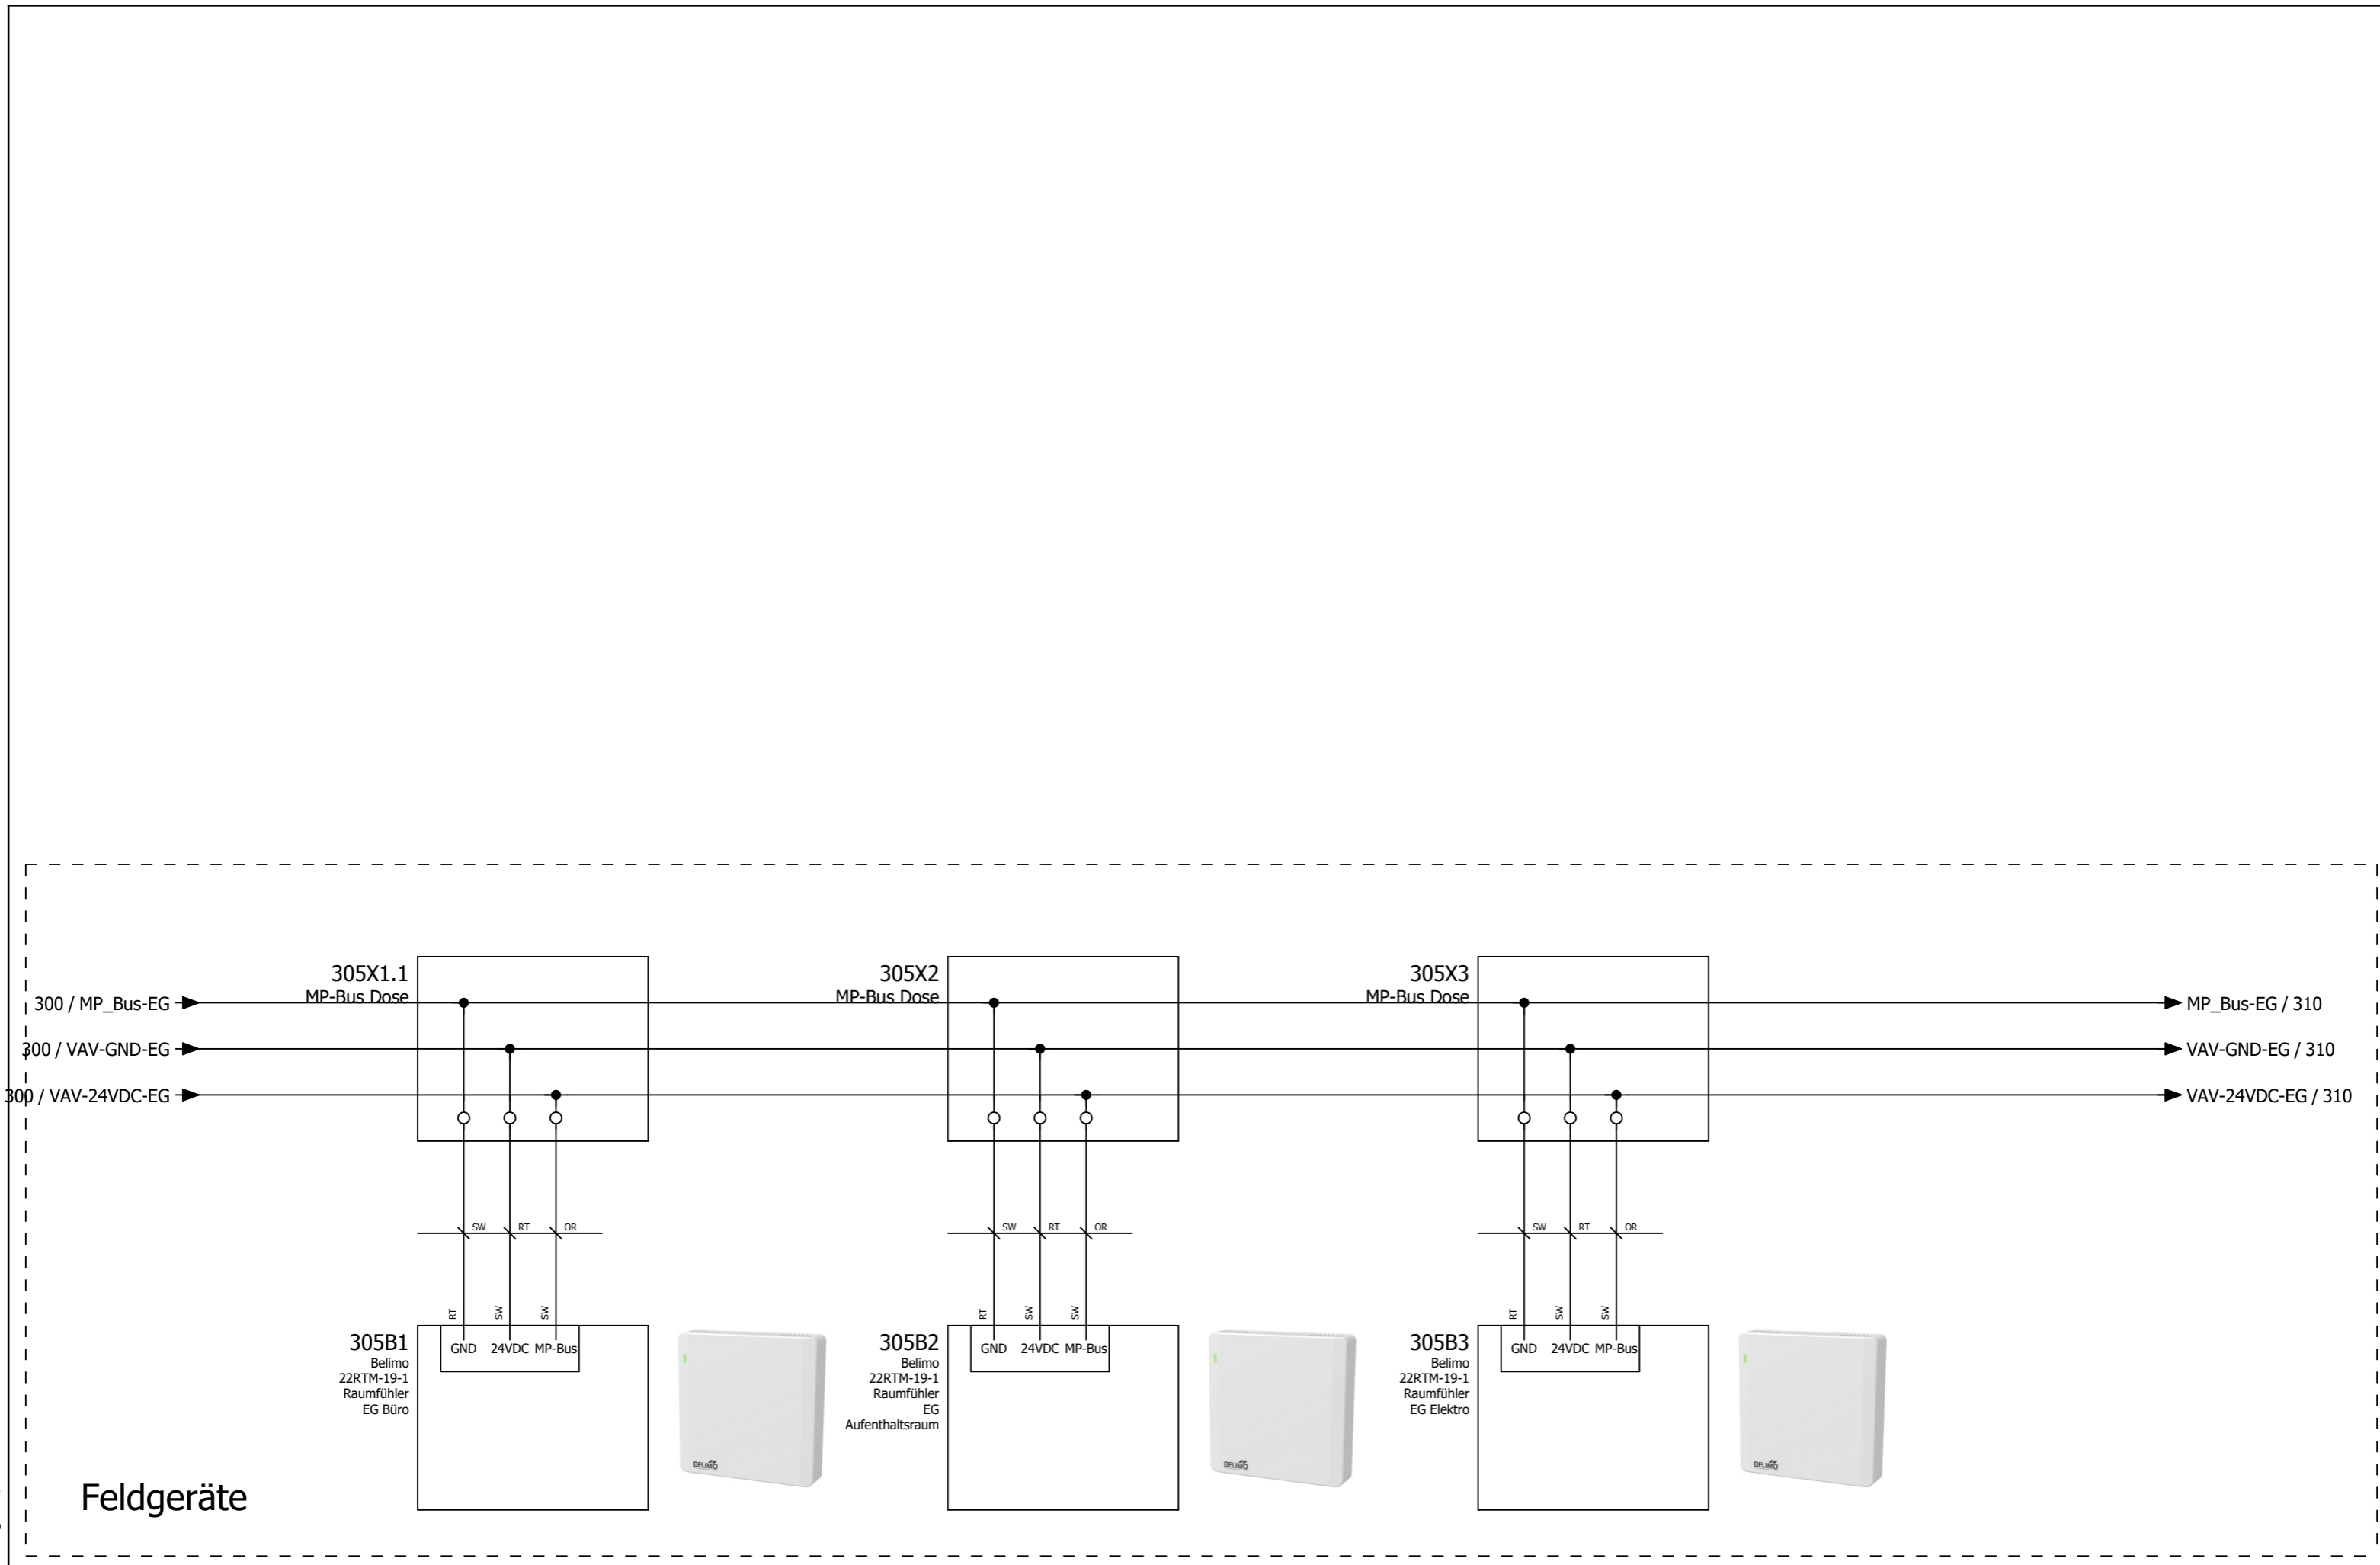 305X1.1
MP-Bus Dose
305X2
MP-Bus Dose
305X3
MP-Bus Dose
300 / MP_Bus-EG
MP_Bus-EG / 310
300 / VAV-GND-EG
VAV-GND-EG / 310
300 / VAV-24VDC-EG
VAV-24VDC-EG / 310
SW RT OR
SW RT OR
SW RT OR
RT SW SW
RT SW SW
RT SW SW
305B1
Belimo
22RTM-19-1
Raumfühler
EG Büro
GND 24VDC MP-Bus
BELIMO
305B2
Belimo
22RTM-19-1
Raumfühler
EG
Aufenthaltsraum
GND 24VDC MP-Bus
BELIMO
305B3
Belimo
22RTM-19-1
Raumfühler
EG Elektro
GND 24VDC MP-Bus
BELIMO
Feldgeräte